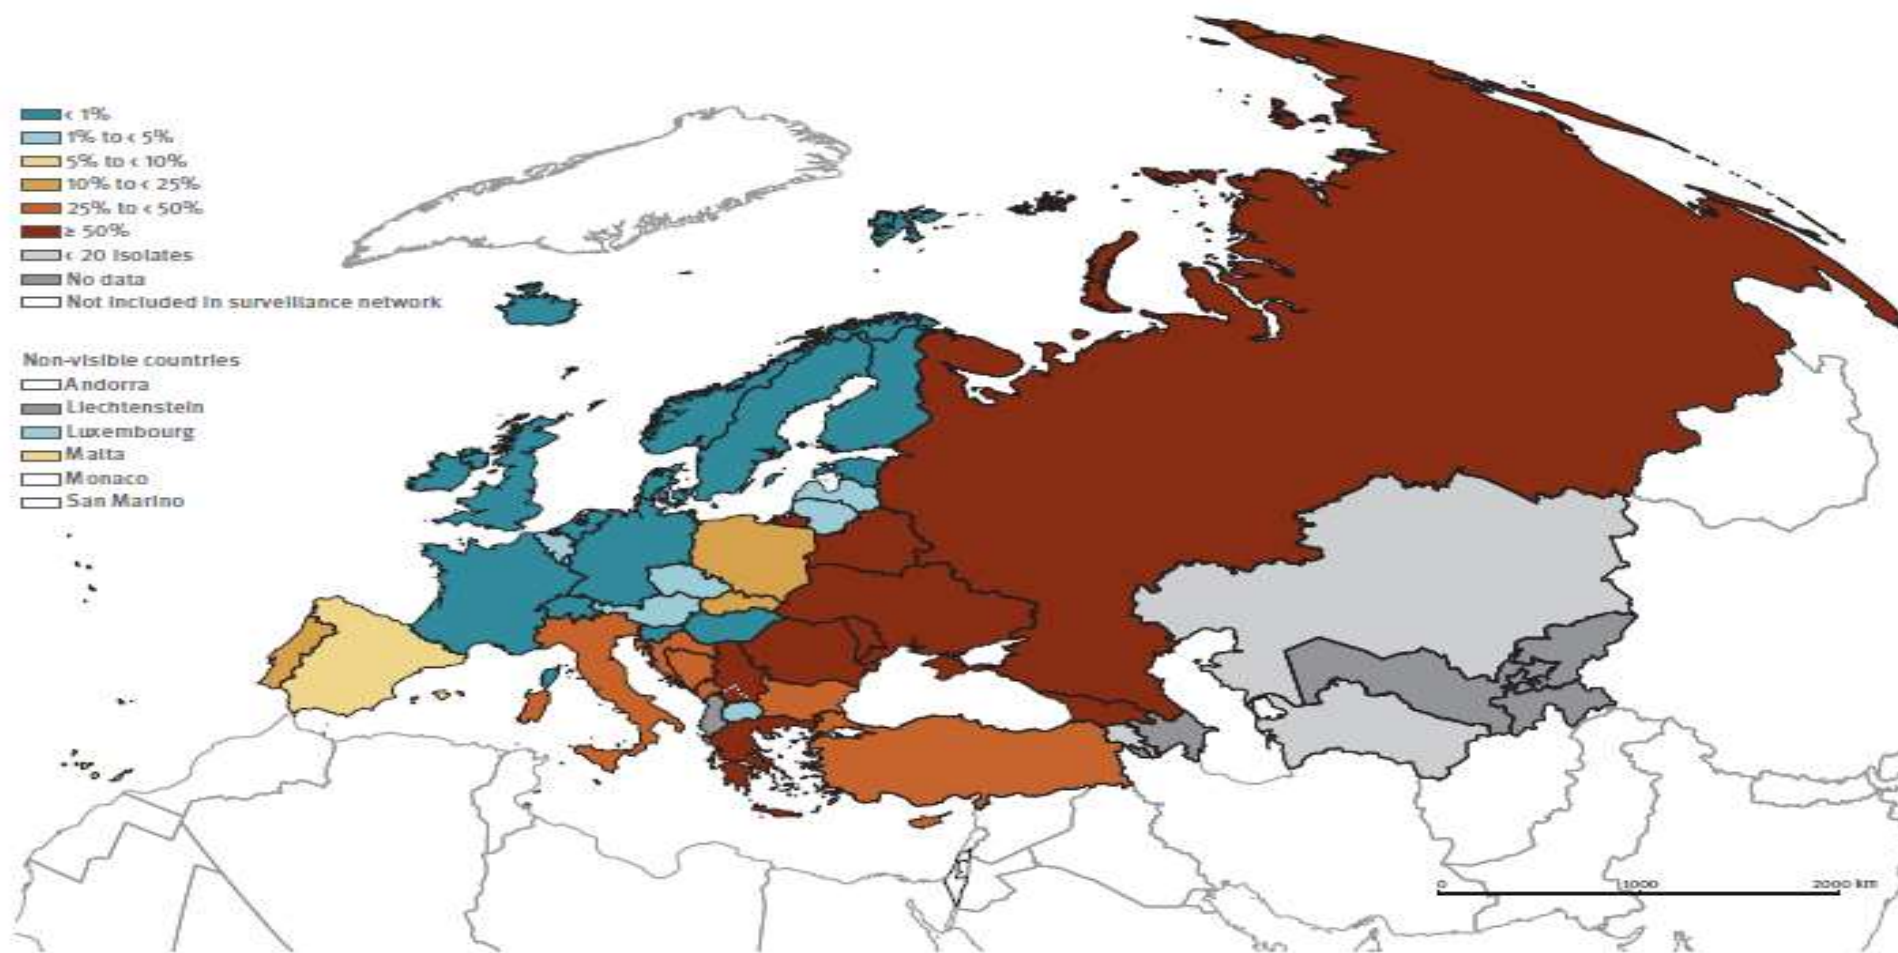 < 1%
1% to < 5%
5% to < 10%
10% to < 25%
25% to < 50%
≥ 50%
< 20 isolates
No data
Not included in surveillance network
Non-visible countries
Andorra
Liechtenstein
Luxembourg
Malta
Monaco
San Marino
0 1000 2000 km